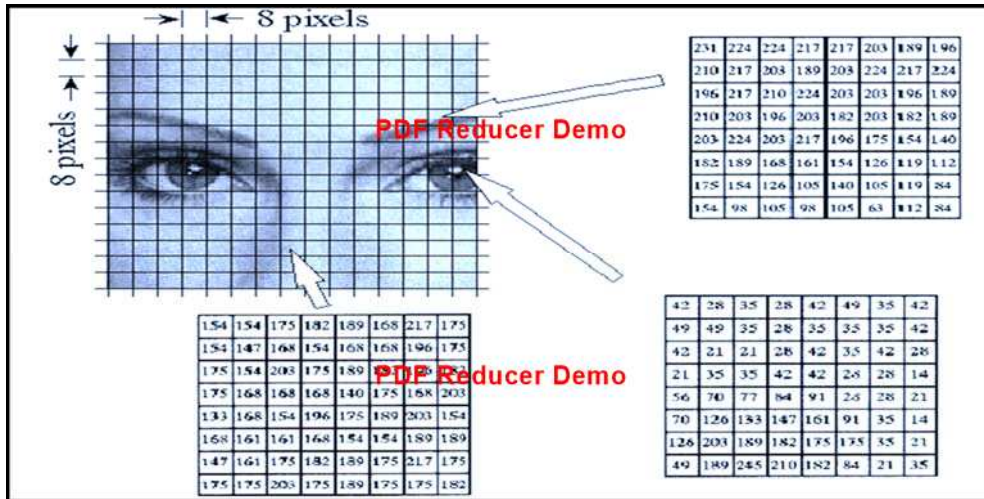 8 pixels
8 pixels
231 224 224 217 217 203 189 196
210 217 203 189 203 224 217 224
196 217 210 224 203 203 196 189
210 203 196 203 182 203 182 189
203 224 203 217 196 175 154 140
182 189 168 161 154 126 119 112
175 154 126 105 140 105 119 84
154 98 105 98 105 63 112 84
PDF Reducer Demo
42 28 35 28 42 49 35 42
49 49 35 28 35 35 35 42
42 21 21 28 42 35 42 28
21 35 35 42 42 28 28 14
56 70 77 84 91 28 28 21
70 126 133 147 161 91 35 14
126 203 189 182 175 175 35 21
49 189 245 210 182 84 21 35
154 154 175 182 189 168 217 175
154 147 168 154 168 168 196 175
175 154 203 175 189 182
PDF Reducer Demo
175 168 168 168 140 175 168 203
133 168 154 196 175 189 203 154
168 161 161 168 154 154 189 189
147 161 175 182 189 175 217 175
175 175 203 175 189 175 175 182